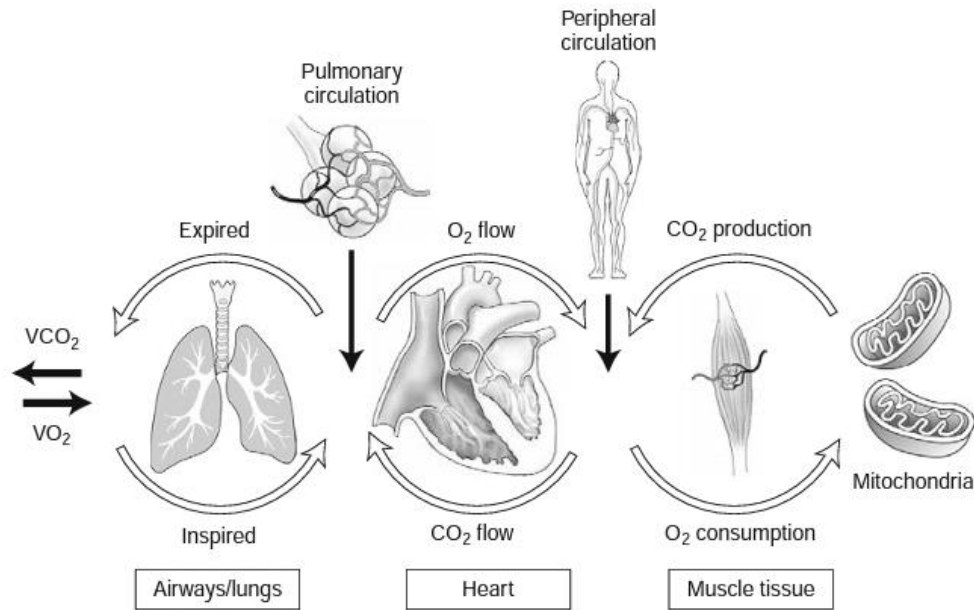 Peripheral
circulation
Pulmonary
circulation
Expired
O₂ flow
CO₂ production
VCO₂
VO₂
Mitochondria
Inspired
CO₂ flow
O₂ consumption
Airways/lungs
Heart
Muscle tissue